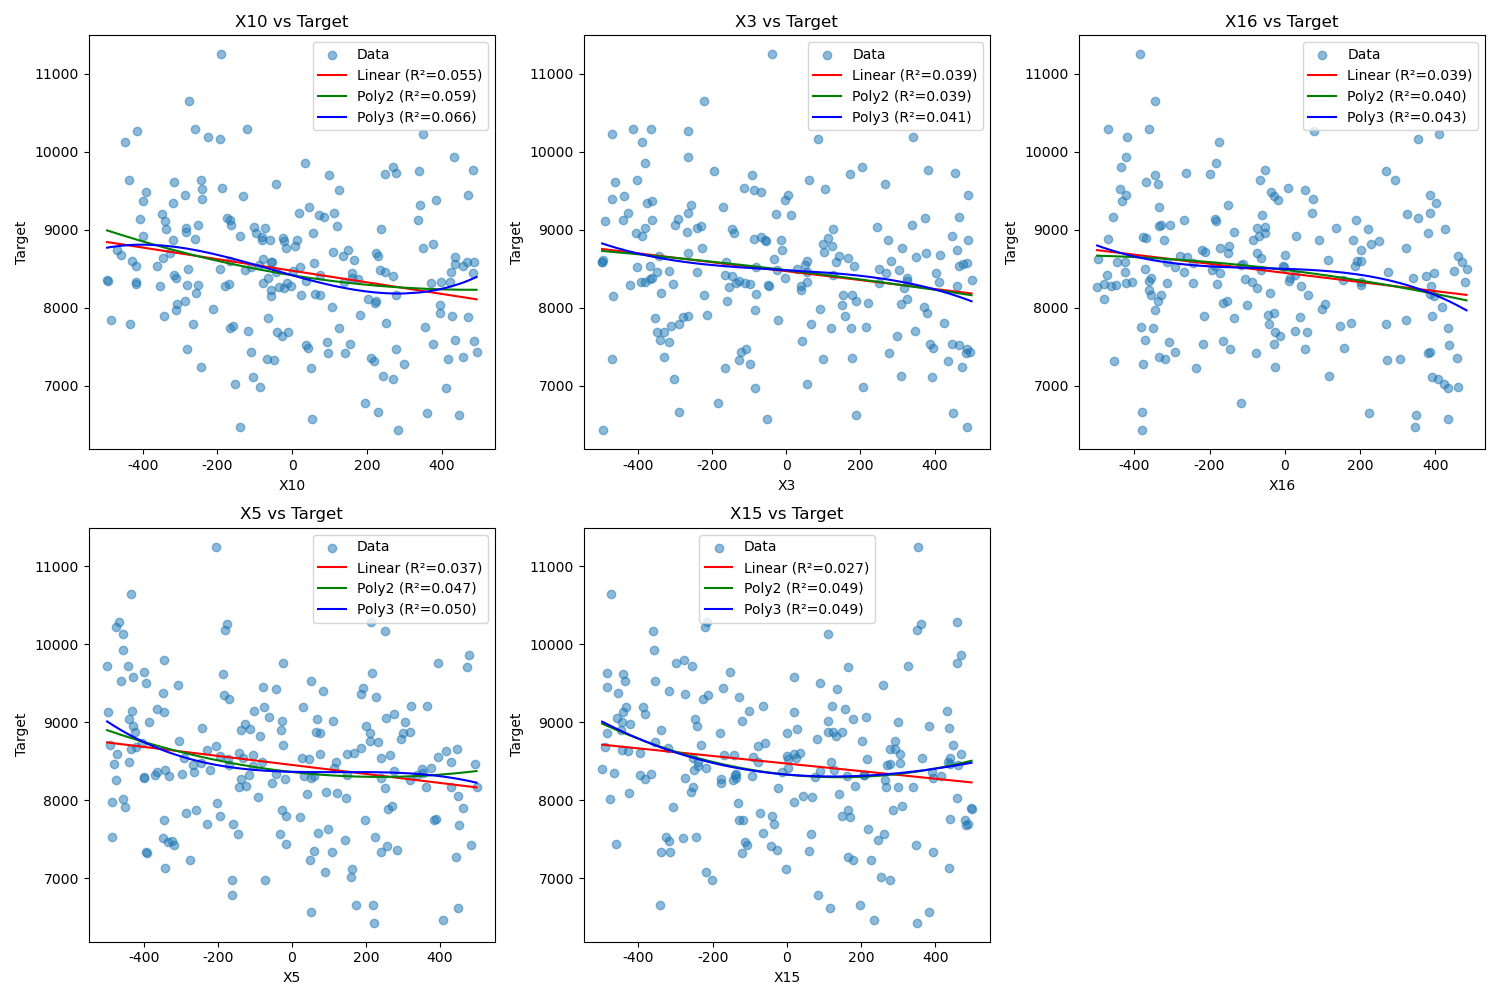 X10 vs Target
Target
11000
10000
9000
8000
7000
Data
Linear (R²=0.055)
Poly2 (R²=0.059)
Poly3 (R²=0.066)
-400 -200 0 200 400
X10
X3 vs Target
Target
11000
10000
9000
8000
7000
Data
Linear (R²=0.039)
Poly2 (R²=0.039)
Poly3 (R²=0.041)
-400 -200 0 200 400
X3
X16 vs Target
Target
11000
10000
9000
8000
7000
Data
Linear (R²=0.039)
Poly2 (R²=0.040)
Poly3 (R²=0.043)
-400 -200 0 200 400
X16
X5 vs Target
Target
11000
10000
9000
8000
7000
Data
Linear (R²=0.037)
Poly2 (R²=0.047)
Poly3 (R²=0.050)
-400 -200 0 200 400
X5
X15 vs Target
Target
11000
10000
9000
8000
7000
Data
Linear (R²=0.027)
Poly2 (R²=0.049)
Poly3 (R²=0.049)
-400 -200 0 200 400
X15